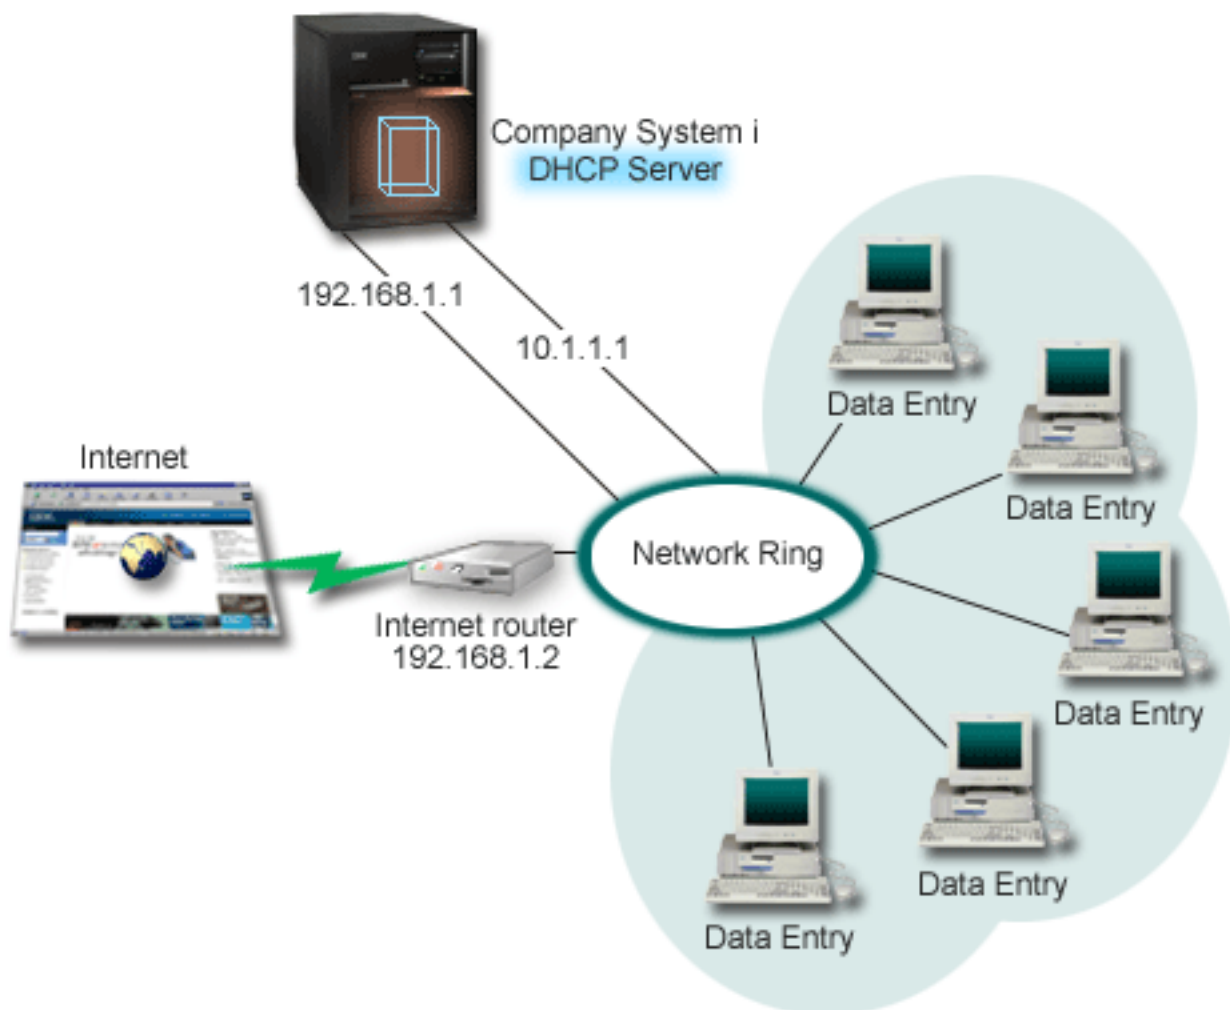 Company System i
DHCP Server
192.168.1.1
10.1.1.1
Data Entry
Internet
Data Entry
Network Ring
Internet router
192.168.1.2
Data Entry
Data Entry
Data Entry